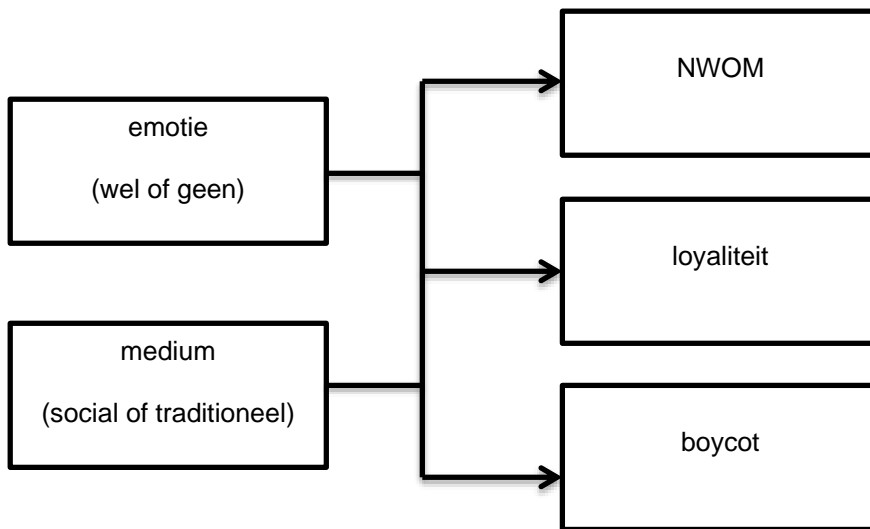 emotie
(wel of geen)
medium
(social of traditioneel)
NWOM
loyaliteit
boycot